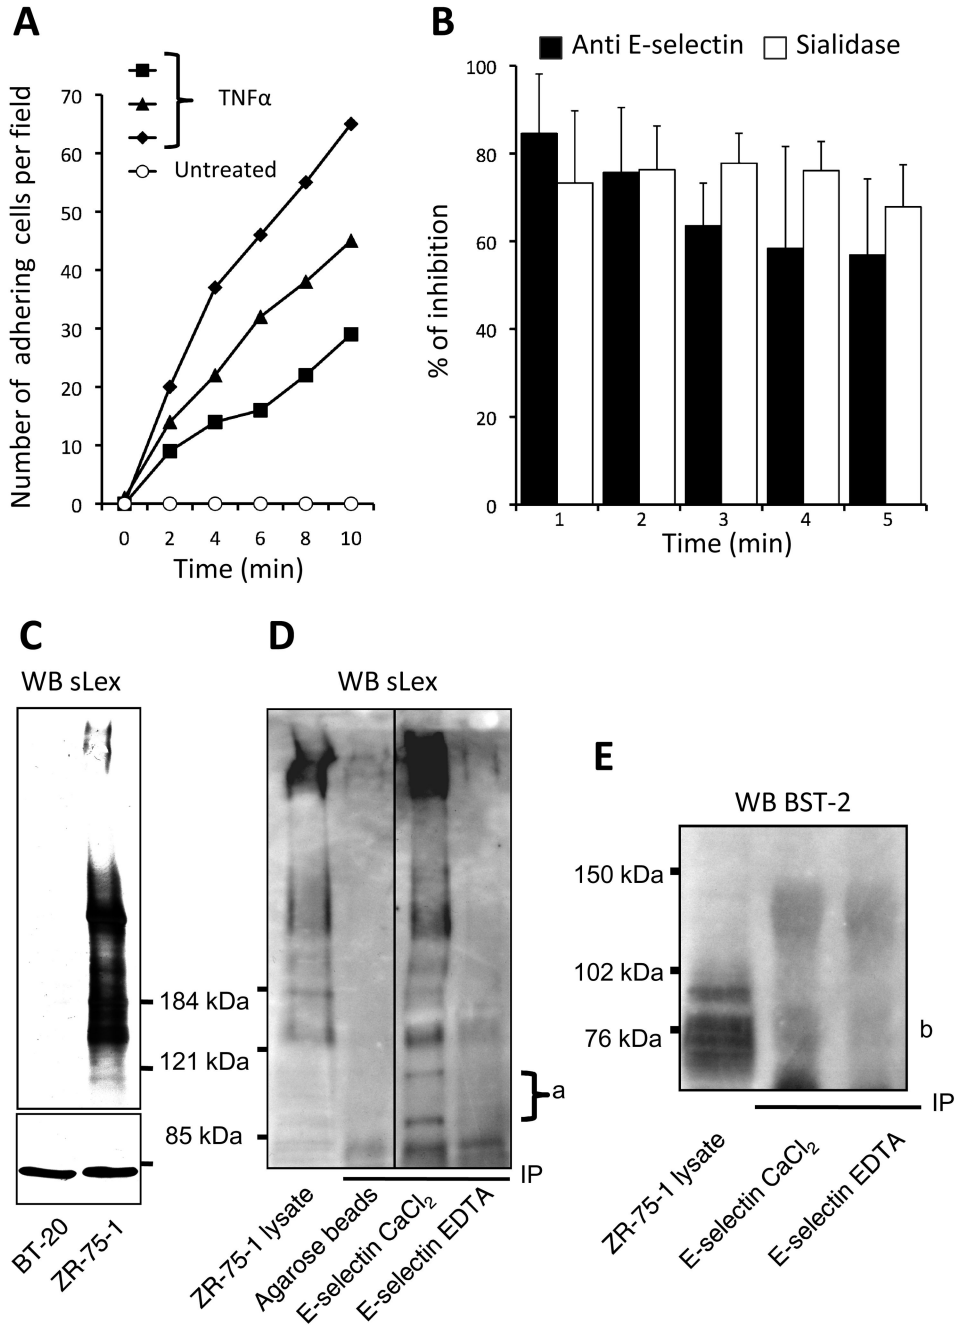 A
TNFα
Untreated
Number of adhering cells per field
70
60
50
40
30
20
10
0
0 2 4 6 8 10
Time (min)
B
Anti E-selectin Sialidase
% of inhibition
100
80
60
40
20
0
1 2 3 4 5
Time (min)
C
WB sLex
184 kDa
121 kDa
85 kDa
BT-20
ZR-75-1
D
WB sLex
a
IP
ZR-75-1 lysate
Agarose beads
E-selectin CaCl₂
E-selectin EDTA
E
WB BST-2
150 kDa
102 kDa
76 kDa
b
IP
ZR-75-1 lysate
E-selectin CaCl₂
E-selectin EDTA